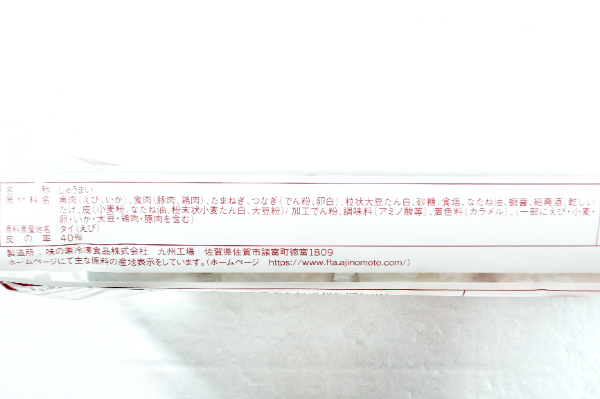 名称 しゅうまい
原材料名 魚肉(えび、いか)、食肉(豚肉、鶏肉)、たまねぎ、つなぎ(でん粉、卵白)、粒状大豆たん白、砂糖、食塩、なたね油、椒醤、紹興酒、乾しい
たけ、皮(小麦粉、なたね油、粉末状小麦たん白、大豆粉)/加工でん粉、調味料(アミノ酸等)、着色料(カラメル)、(一部にえび・小麦・
卵・いか・大豆・鶏肉・豚肉を含む)
原料原産地名 タイ(えび)
皮の率 40%
製造所:味の素冷凍食品株式会社 九州工場 佐賀県佐賀市諸富町徳富1809
ホームページにて主な原料の産地表示をしています。(ホームページ https://www.ffa.ajinomoto.com/)